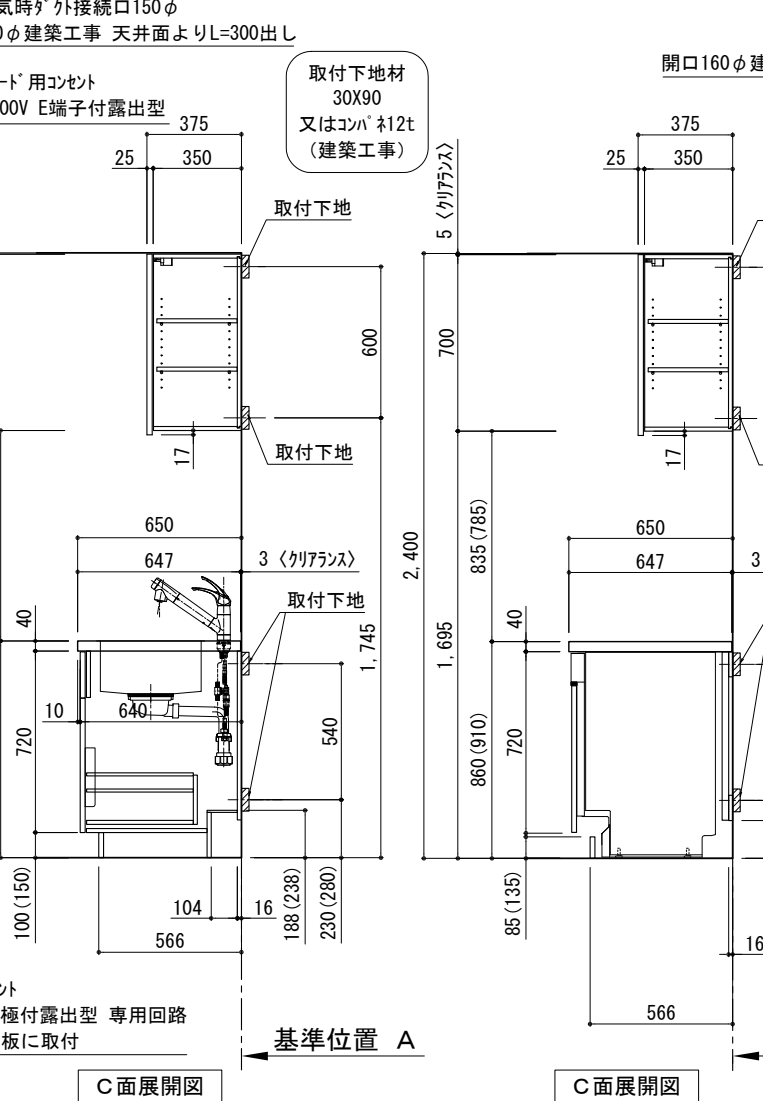 気時ﾀﾞｸﾄ接続口150φ
0φ建築工事 天井面よりL=300出し
ｰﾄﾞ用ｺﾝｾﾝﾄ
00V E端子付露出型
取付下地材
30X90
又はｺﾝﾊﾟﾈ12t
(建築工事)
開口160φ建
375
25 350
取付下地
600
取付下地
17
650
647
3 〈ｸﾘｱﾗﾝｽ〉
取付下地
40
1,745
10 640
720
540
100(150)
104 16
188(238)
230(280)
566
ﾝﾄ
極付露出型 専用回路
板に取付
基準位置 A
C面展開図
375
25 350
5 〈ｸﾘｱﾗﾝｽ〉
700
17
2,400
835(785)
650
647
3
40
1,695
860(910)
720
85(135)
16
566
C面展開図